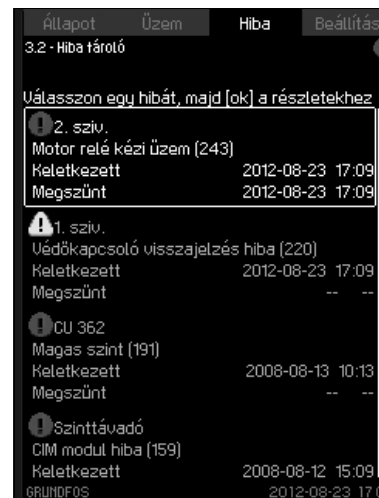 Állapot Üzem Hiba Beállítás
3.2 - Hiba tároló
Válasszon egy hibát, majd [ok] a részletekhez
2. sziv.
Motor relé kézi üzem (243)
Keletkezett 2012-08-23 17:09
Megszűnt 2012-08-23 17:09
1. sziv.
Védőkapcsoló visszajelzés hiba (220)
Keletkezett 2012-08-23 17:09
Megszűnt -- --
CU 362
Magas szint (191)
Keletkezett 2008-08-13 10:13
Megszűnt -- --
Szinttávadó
CIM modul hiba (159)
Keletkezett 2008-08-12 15:09
GRUNDFOS 2012-08-23